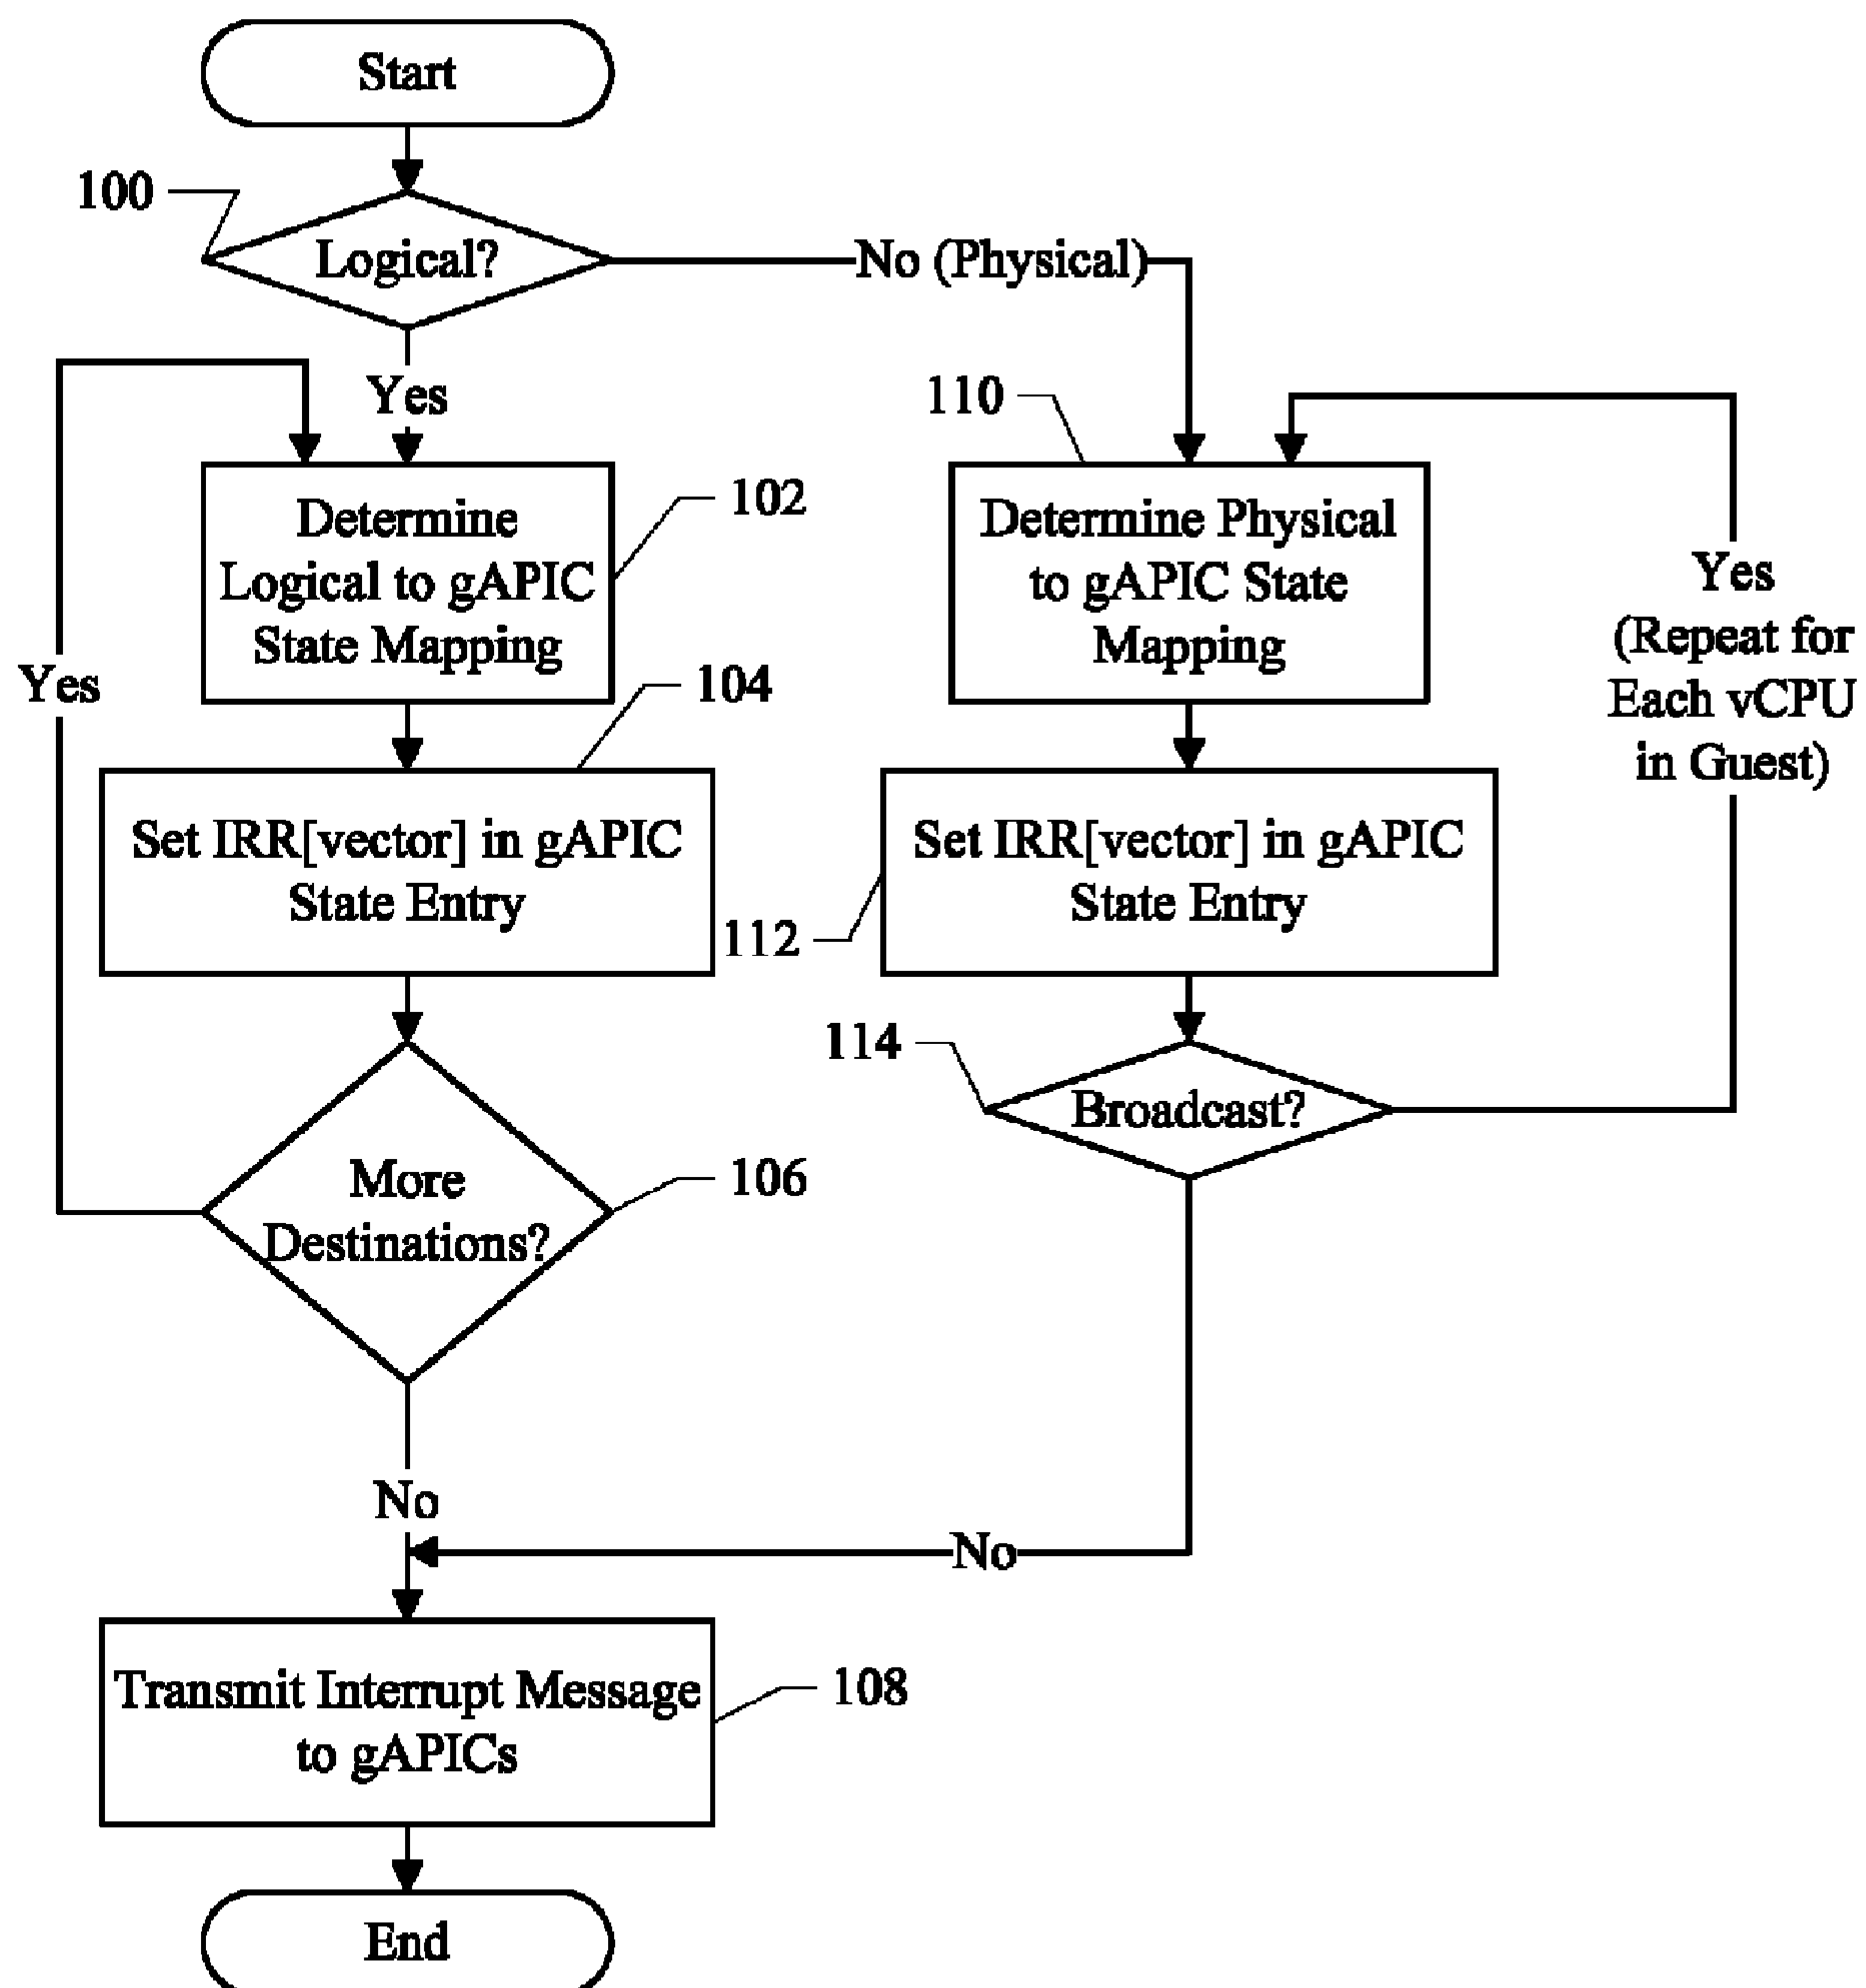 Start
100
Logical?
No (Physical)
Yes
110
Determine
Logical to gAPIC
State Mapping
102
Determine Physical
to gAPIC State
Mapping
Yes
(Repeat for
Each vCPU
in Guest)
Yes
104
Set IRR[vector] in gAPIC
State Entry
112
Set IRR[vector] in gAPIC
State Entry
114
Broadcast?
More
Destinations?
106
No
No
Transmit Interrupt Message
to gAPICs
108
End